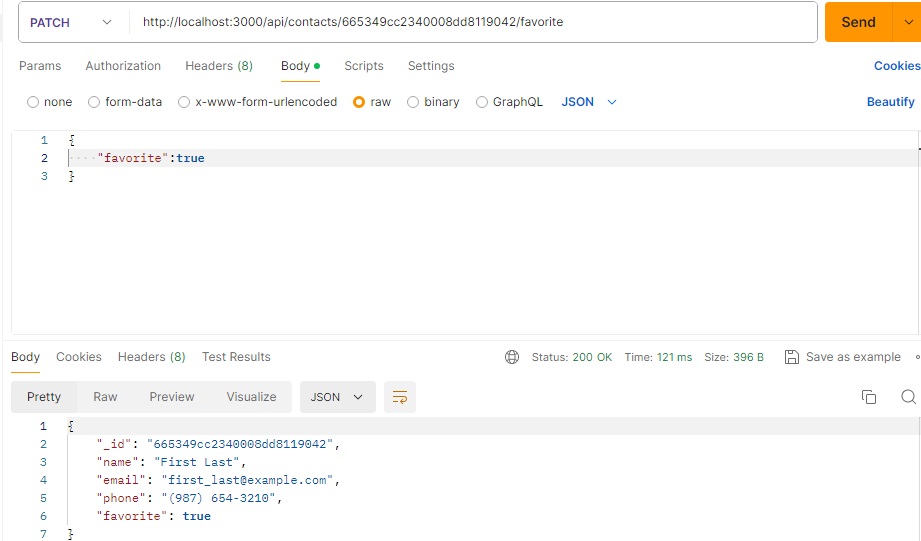 PATCH http://localhost:3000/api/contacts/665349cc2340008dd8119042/favorite Send
Params Authorization Headers (8) Body Scripts Settings Cookies
none form-data x-www-form-urlencoded raw binary GraphQL JSON Beautify
1 {
2 "favorite":true
3 }
Body Cookies Headers (8) Test Results Status: 200 OK Time: 121 ms Size: 396 B Save as example
Pretty Raw Preview Visualize JSON
1 {
2 "_id": "665349cc2340008dd8119042",
3 "name": "First Last",
4 "email": "first_last@example.com",
5 "phone": "(987) 654-3210",
6 "favorite": true
7 }